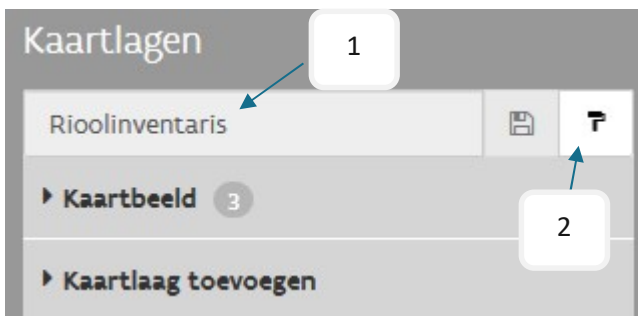 Kaartlagen
1
Rioolinventaris
Kaartbeeld 3
2
Kaartlaag toevoegen